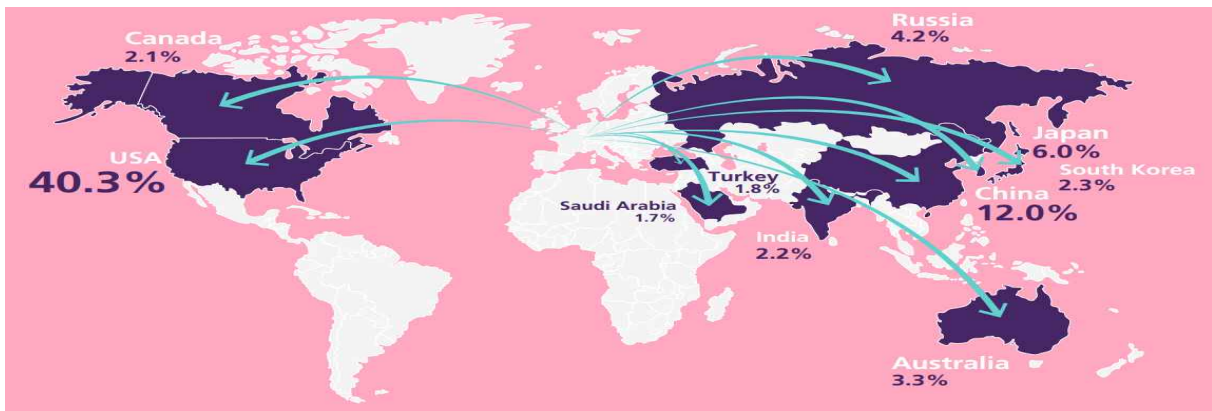 Canada
2.1%
Russia
4.2%
USA
40.3%
Japan
6.0%
South Korea
2.3%
China
12.0%
Turkey
1.8%
Saudi Arabia
1.7%
India
2.2%
Australia
3.3%